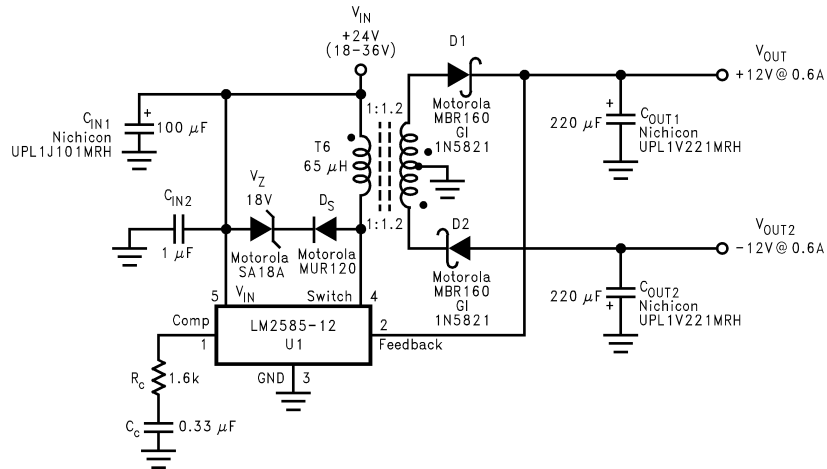 V_IN
+24V
(18-36V)
D1
V_OUT
+12V@0.6A
C_IN1
Nichicon
UPL1J101MRH
+
100 μF
1:1.2
Motorola
MBR160
GI
1N5821
+
220 μF
C_OUT1
Nichicon
UPL1V221MRH
T6
65 μH
C_IN2
1 μF
V_Z
18V
Motorola
SA18A
D_S
Motorola
MUR120
1:1.2
D2
Motorola
MBR160
GI
1N5821
V_OUT2
-12V@0.6A
220 μF
+
C_OUT2
Nichicon
UPL1V221MRH
5
V_IN
Switch
4
Comp
1
LM2585-12
U1
2
Feedback
GND
3
R_c
1.6k
C_c
0.33 μF